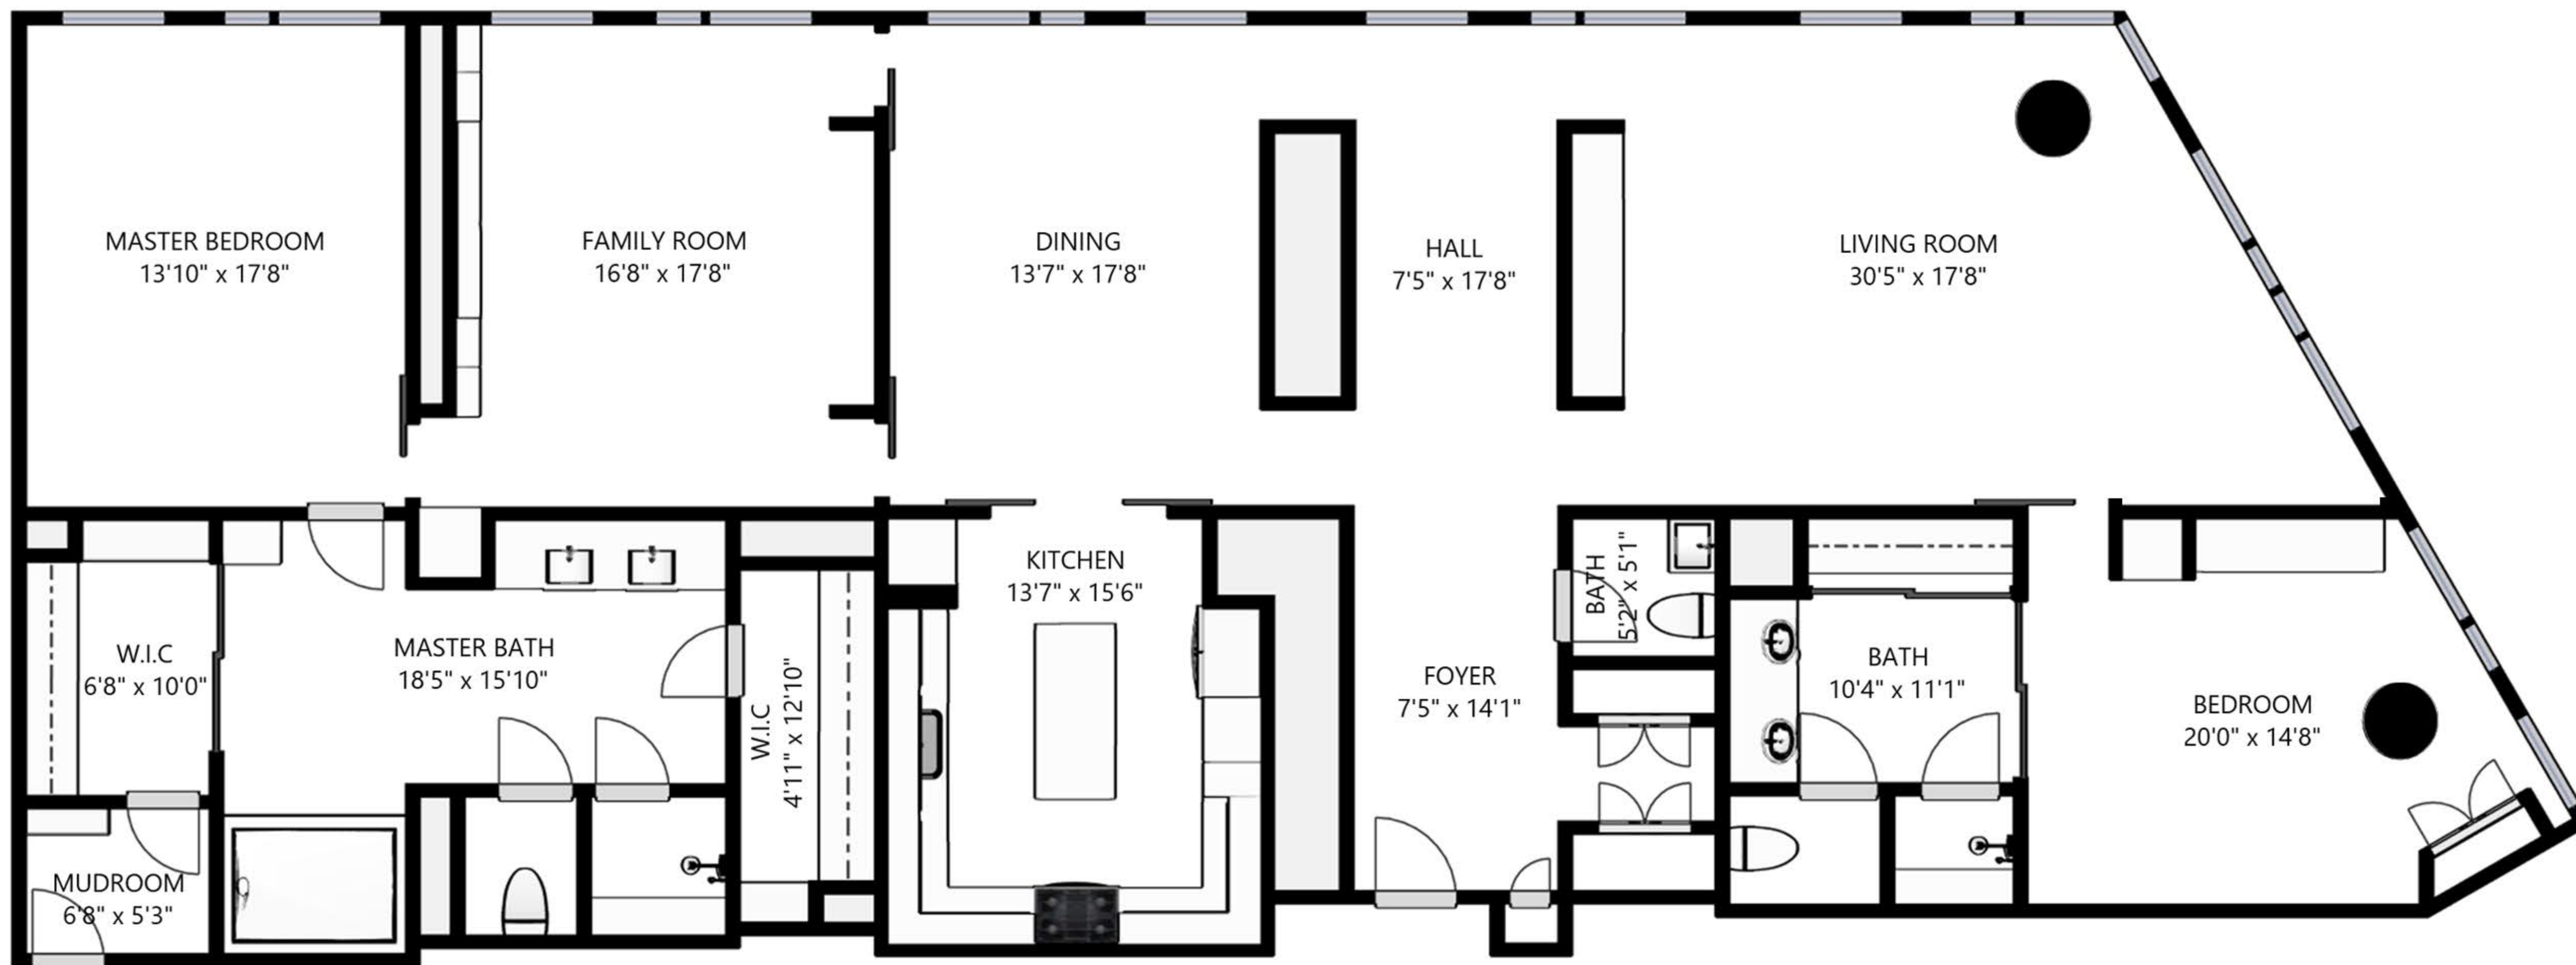 MASTER BEDROOM
13'10" x 17'8"
FAMILY ROOM
16'8" x 17'8"
DINING
13'7" x 17'8"
HALL
7'5" x 17'8"
LIVING ROOM
30'5" x 17'8"
W.I.C
6'8" x 10'0"
MASTER BATH
18'5" x 15'10"
W.I.C
4'11" x 12'10"
KITCHEN
13'7" x 15'6"
FOYER
7'5" x 14'1"
BATH
5'2" x 5'1"
BATH
10'4" x 11'1"
BEDROOM
20'0" x 14'8"
MUDROOM
6'8" x 5'3"